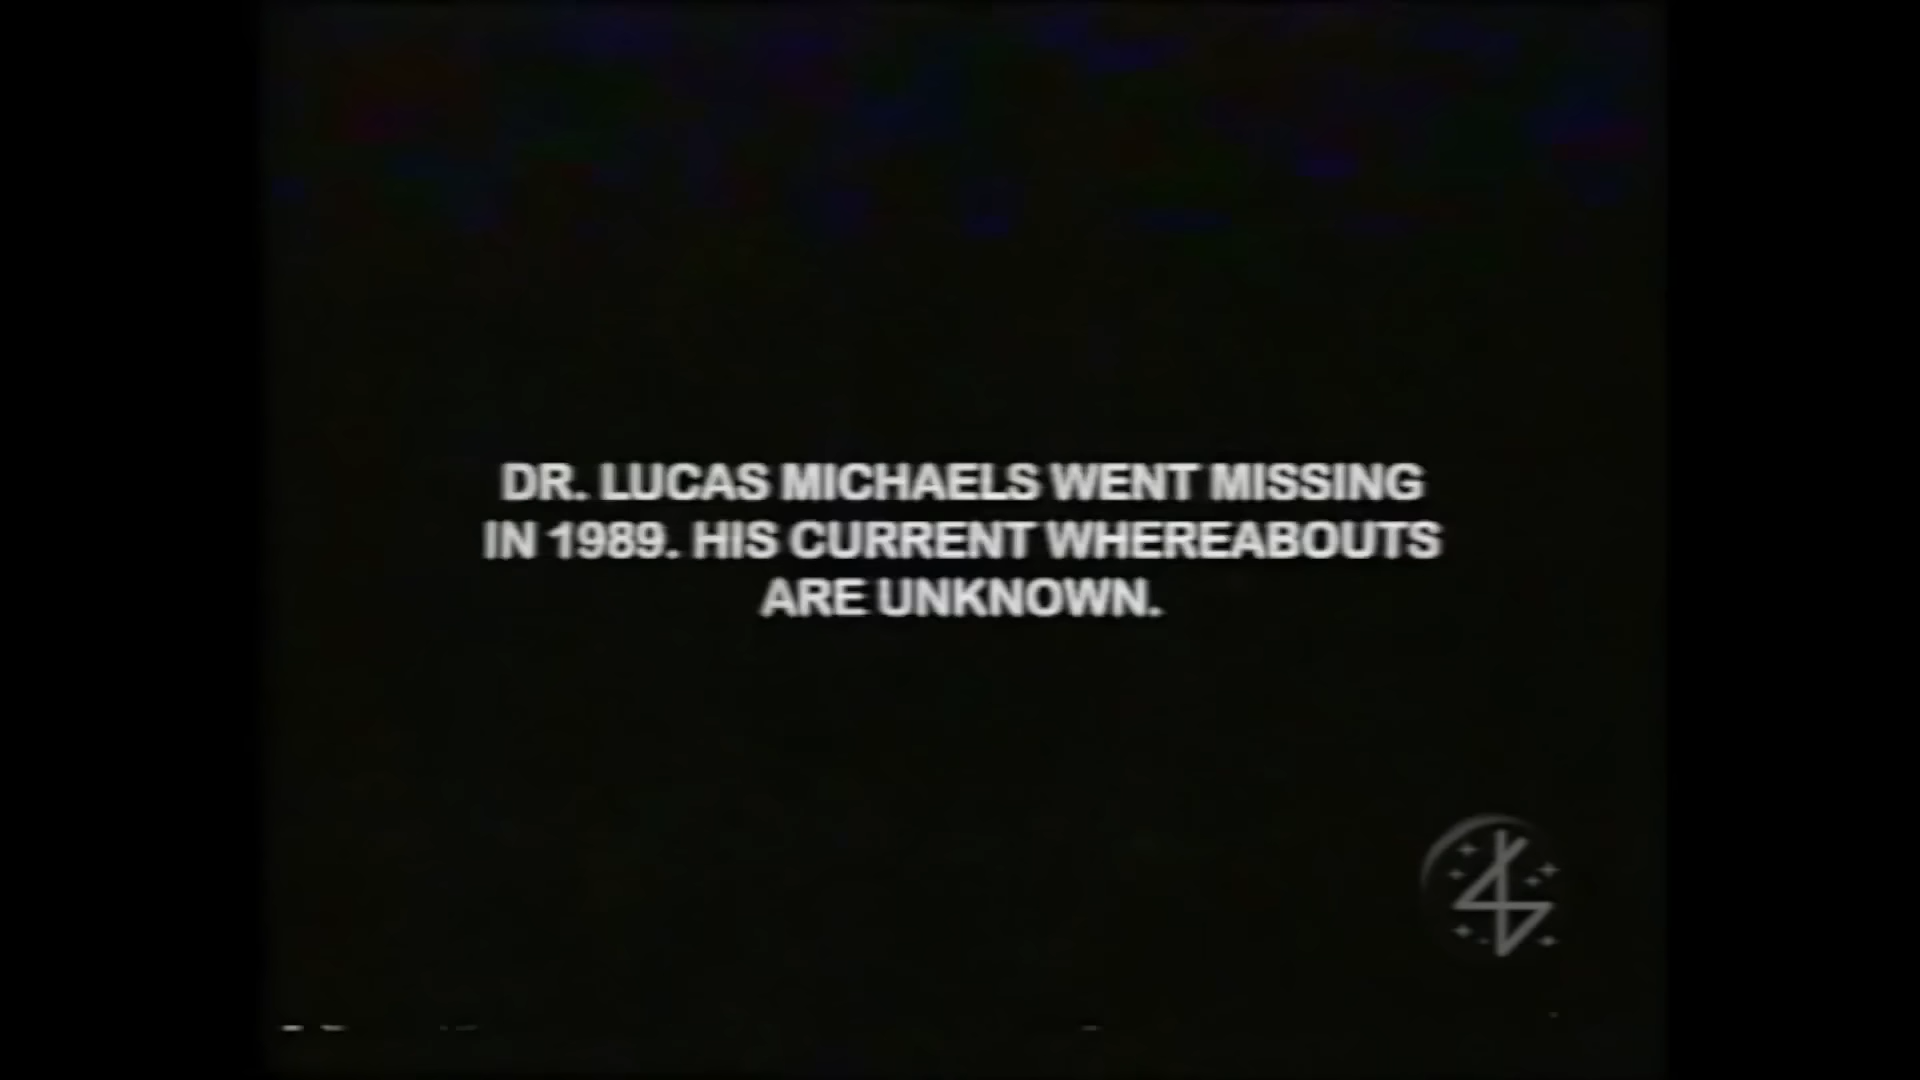 DR. LUCAS MICHAELS WENT MISSING
IN 1989. HIS CURRENT WHEREABOUTS
ARE UNKNOWN.